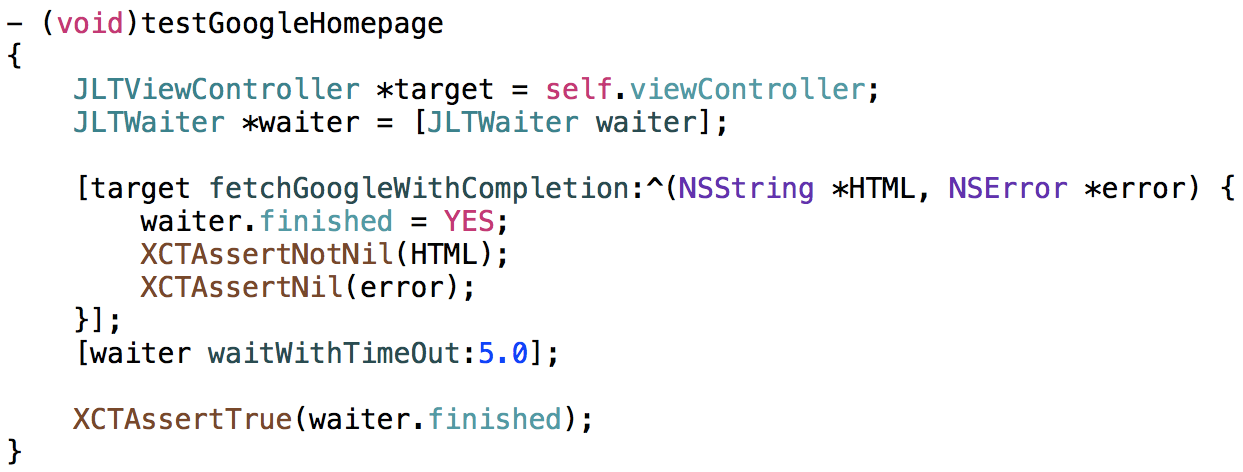 - (void)testGoogleHomepage
{
    JLTViewController *target = self.viewController;
    JLTWaiter *waiter = [JLTWaiter waiter];

    [target fetchGoogleWithCompletion:^(NSString *HTML, NSError *error) {
        waiter.finished = YES;
        XCTAssertNotNil(HTML);
        XCTAssertNil(error);
    }];
    [waiter waitWithTimeOut:5.0];

    XCTAssertTrue(waiter.finished);
}